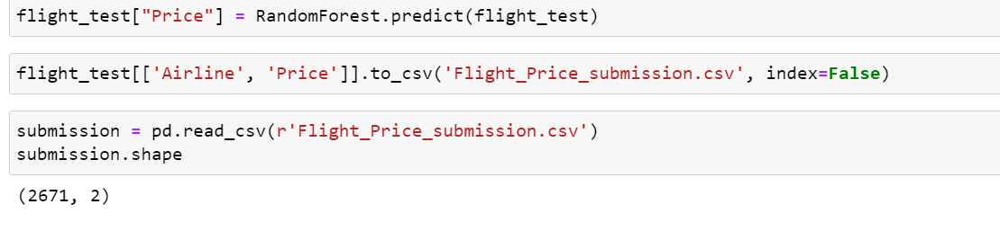 flight_test["Price"] = RandomForest.predict(flight_test)
flight_test[['Airline', 'Price']].to_csv('Flight_Price_submission.csv', index=False)
submission = pd.read_csv(r'Flight_Price_submission.csv')
submission.shape
(2671, 2)